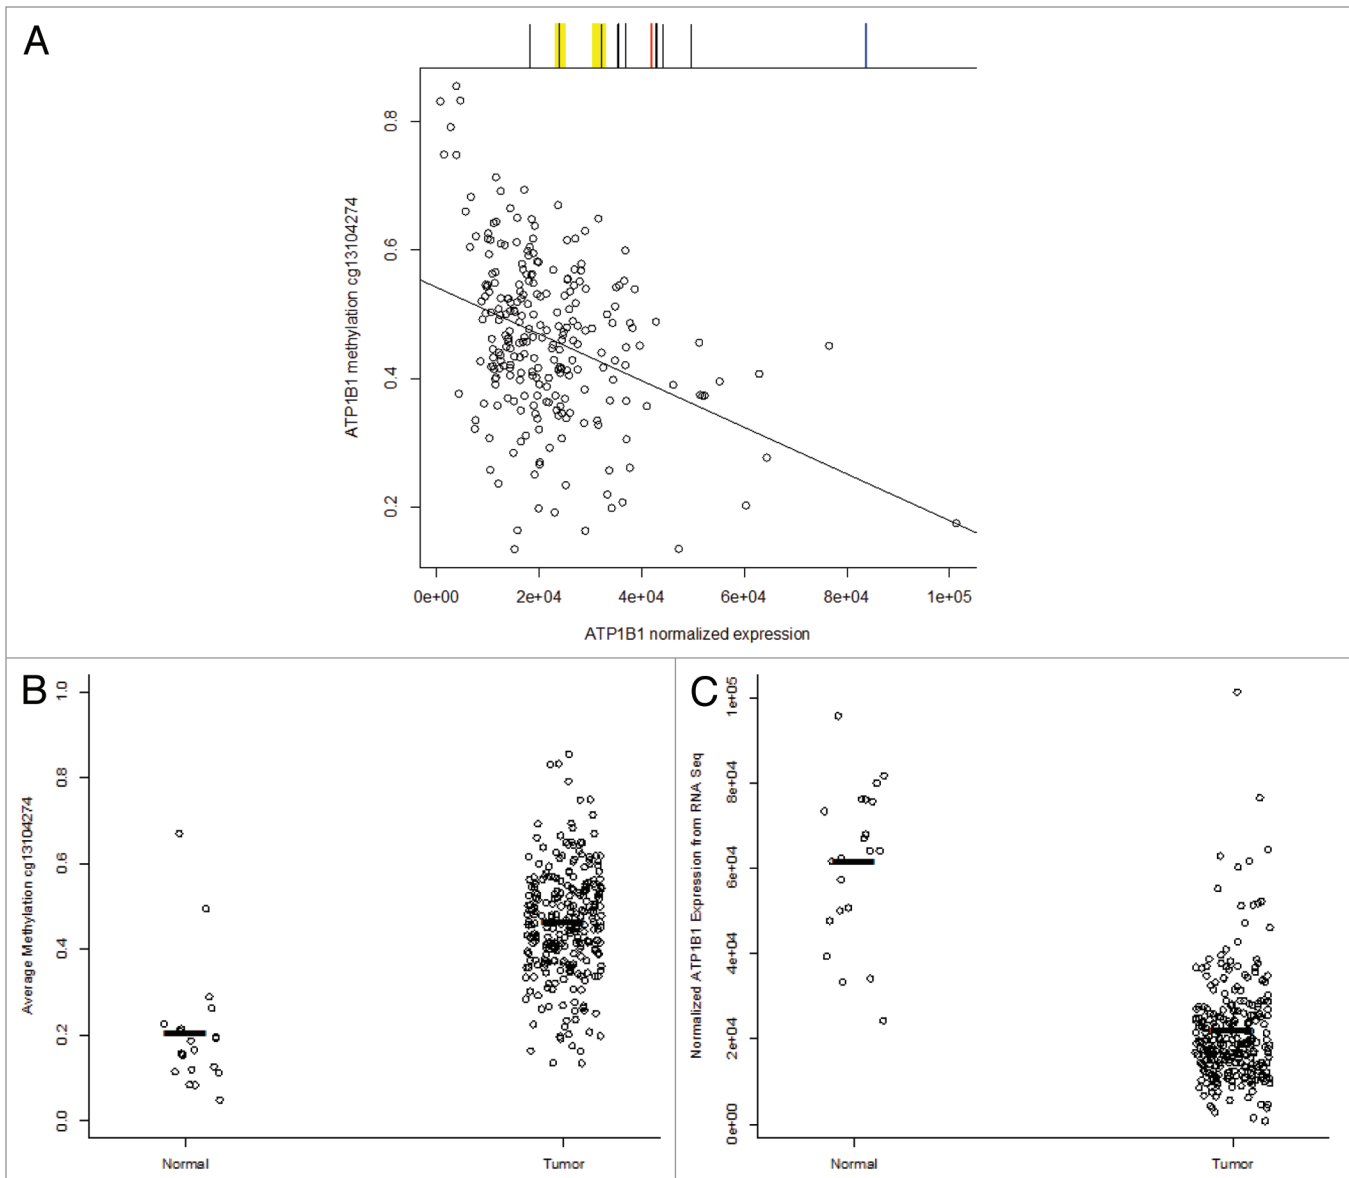 A
0.8
0.6
0.4
0.2
ATP1B1 methylation cg13104274
0e+00 2e+04 4e+04 6e+04 8e+04 1e+05
ATP1B1 normalized expression
B
1.0
0.8
0.6
0.4
0.2
0.0
Average Methylation cg13104274
Normal Tumor
C
1e+05
8e+04
6e+04
4e+04
2e+04
0e+00
Normalized ATP1B1 Expression from RNA Seq
Normal Tumor